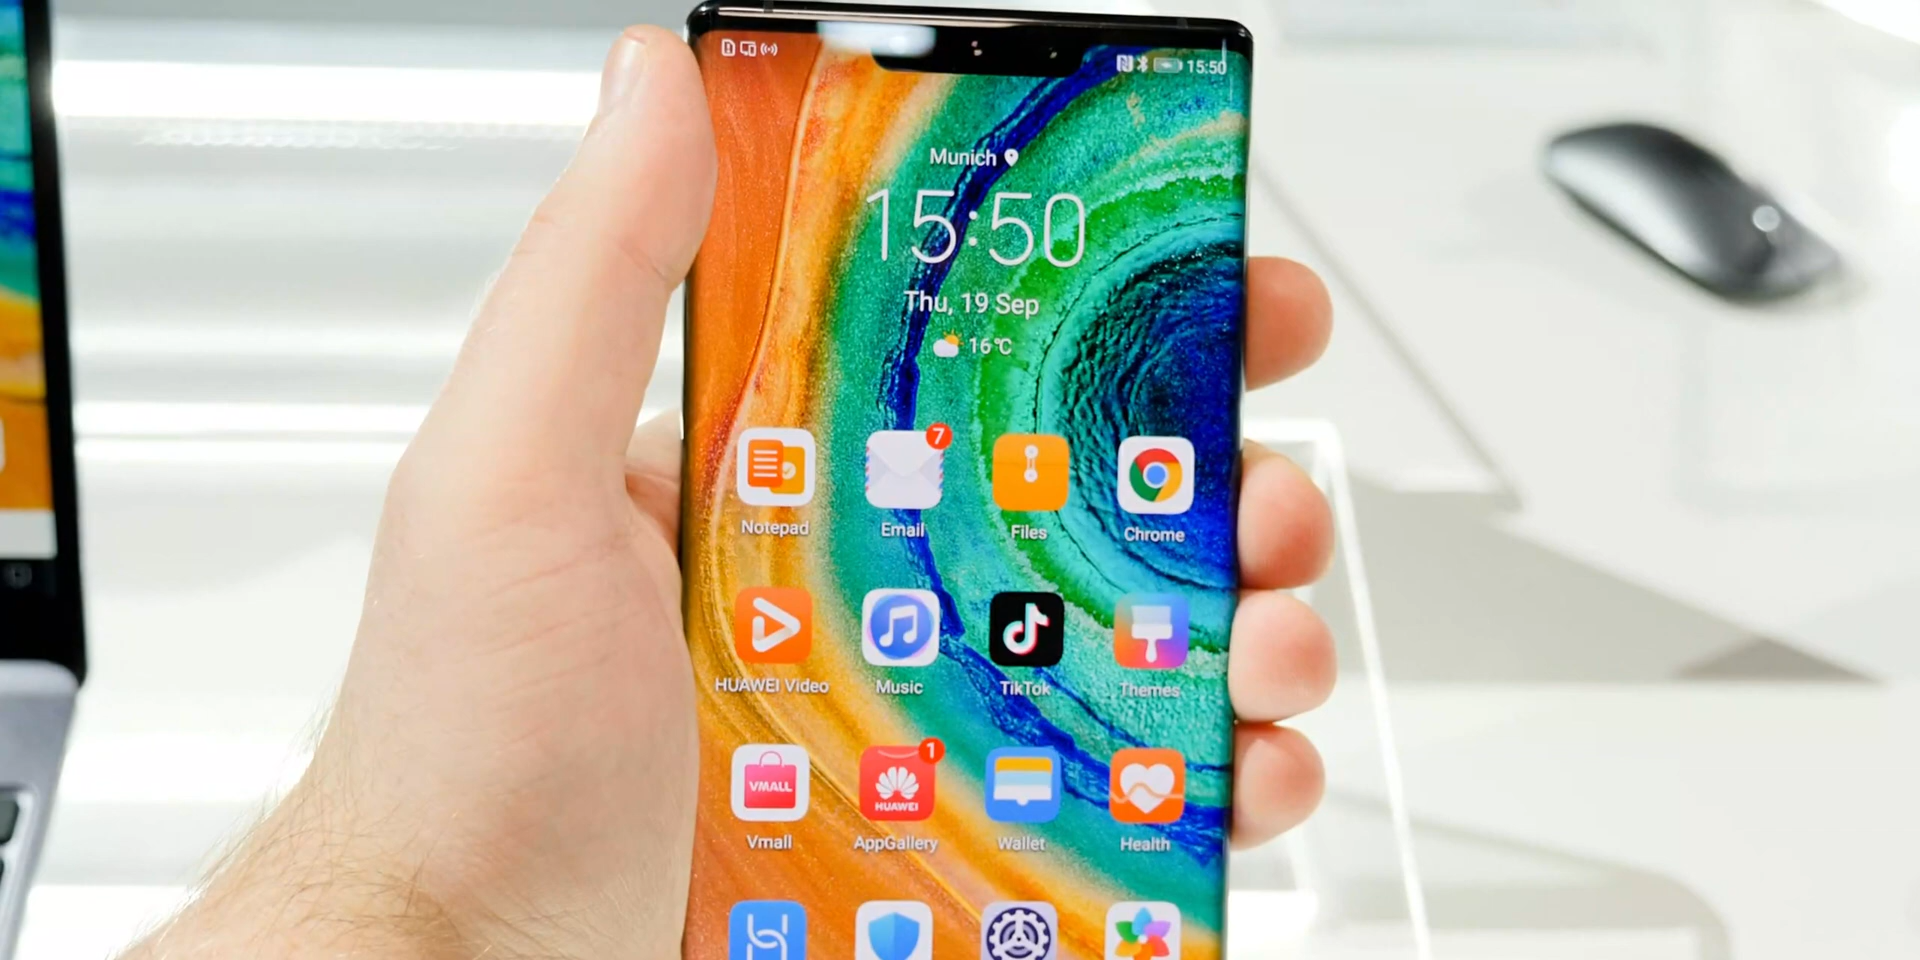 15:50
Munich
15:50
Thu, 19 Sep
16°C
7
Notepad
Email
Files
Chrome
HUAWEI Video
Music
TikTok
Themes
VMALL
1
HUAWEI
Vmall
AppGallery
Wallet
Health